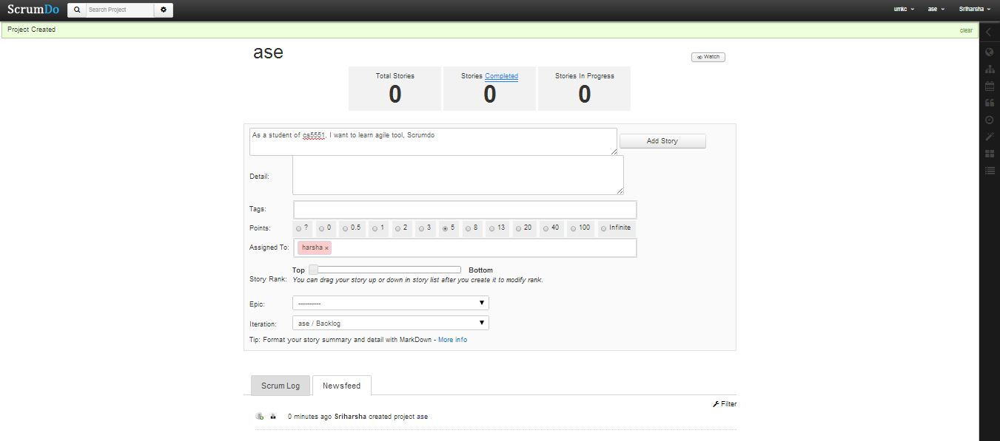 ScrumDo Search Project umkc ase Sriharsha
Project Created clear
ase
Watch
Total Stories Stories Completed Stories In Progress
0 0 0
As a student of cs5551, I want to learn agile tool, Scrumdo
Add Story
Detail:
Tags:
Points: ? 0 0.5 1 2 3 5 8 13 20 40 100 Infinite
Assigned To: harsha x
Top Bottom
Story Rank: You can drag your story up or down in story list after you create it to modify rank.
Epic: ----------
Iteration: ase / Backlog
Tip: Format your story summary and detail with MarkDown - More info
Scrum Log Newsfeed
Filter
0 minutes ago Sriharsha created project ase